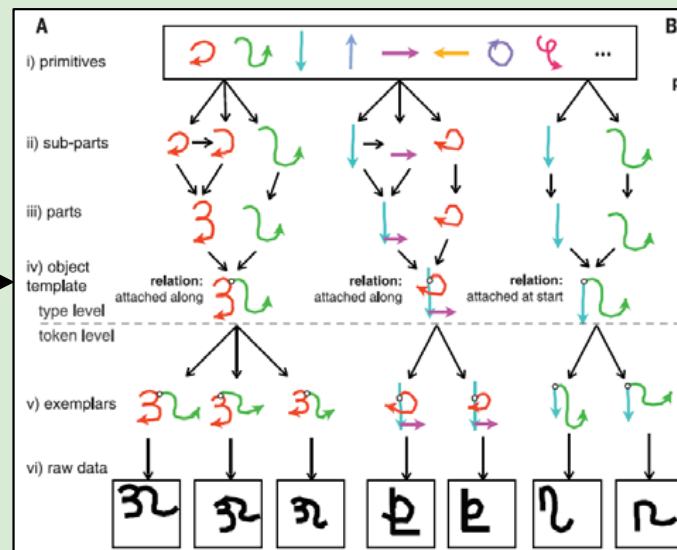 A
B
i) primitives
...
ii) sub-parts
iii) parts
iv) object
template
relation:
attached along
relation:
attached along
relation:
attached at start
type level
token level
v) exemplars
vi) raw data